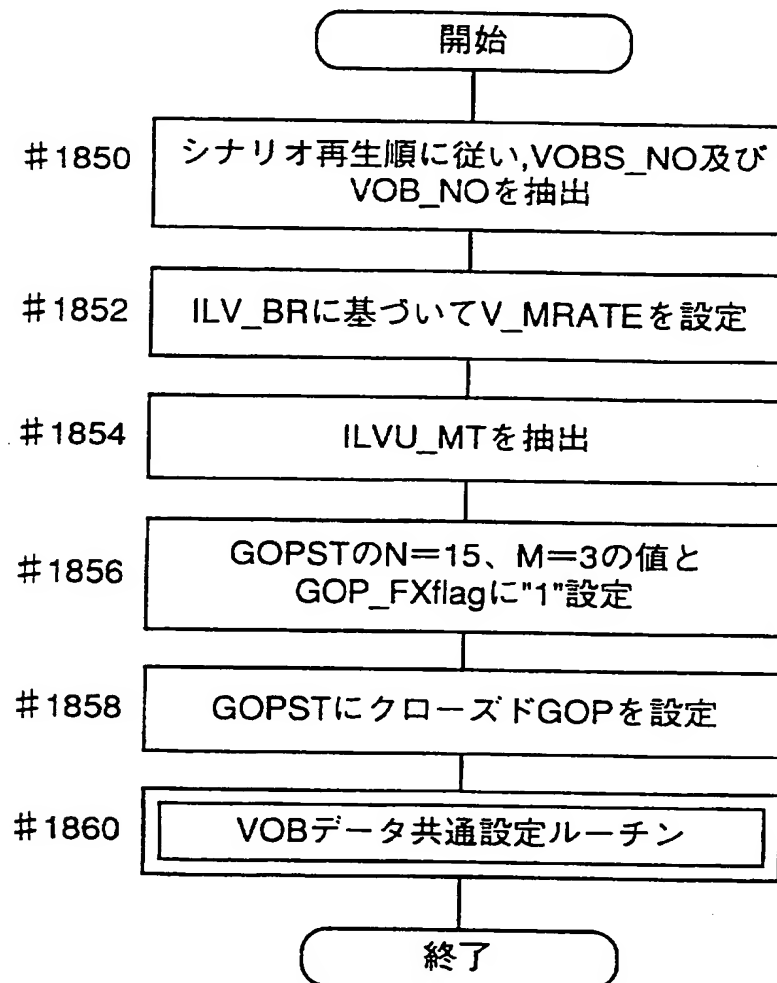 開始
#1850
シナリオ再生順に従い,VOBS_NO及び
VOB_NOを抽出
#1852
ILV_BRに基づいてV_MRATEを設定
#1854
ILVU_MTを抽出
#1856
GOPSTのN=15、M=3の値と
GOP_FXflagに"1"設定
#1858
GOPSTにクローズドGOPを設定
#1860
VOBデータ共通設定ルーチン
終了